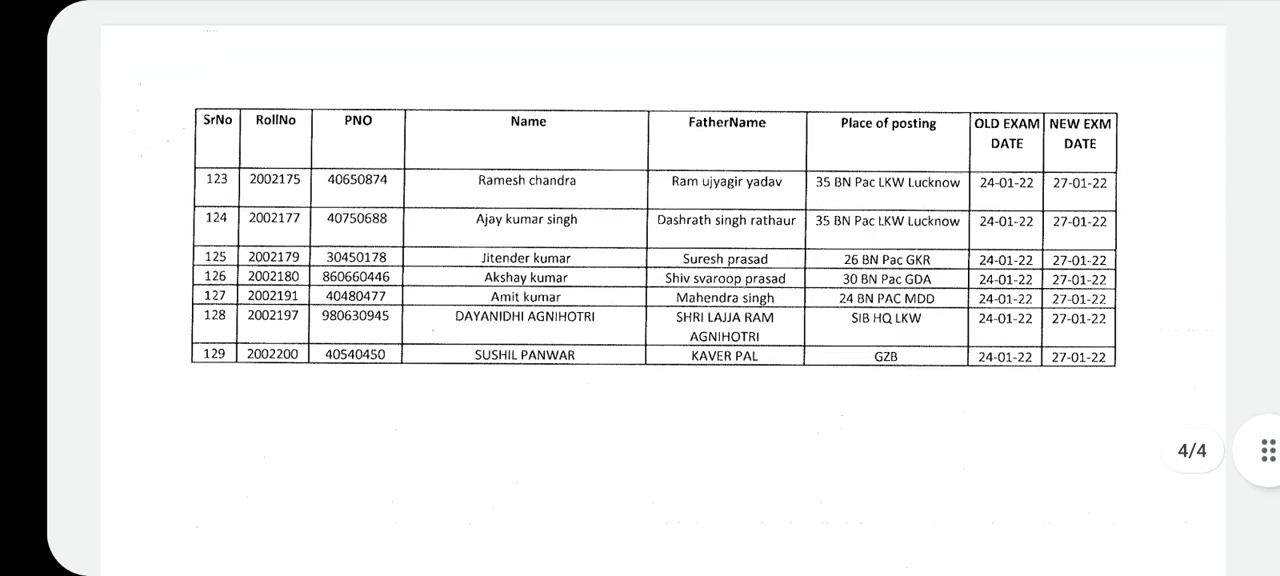 SrNo RollNo PNO Name FatherName Place of posting OLD EXAM DATE NEW EXM DATE
123 2002175 40650874 Ramesh chandra Ram ujyagir yadav 35 BN Pac LKW Lucknow 24-01-22 27-01-22
124 2002177 40750688 Ajay kumar singh Dashrath singh rathaur 35 BN Pac LKW Lucknow 24-01-22 27-01-22
125 2002179 30450178 Jitender kumar Suresh prasad 26 BN Pac GKR 24-01-22 27-01-22
126 2002180 860660446 Akshay kumar Shiv svaroop prasad 30 BN Pac GDA 24-01-22 27-01-22
127 2002191 40480477 Amit kumar Mahendra singh 24 BN PAC MDD 24-01-22 27-01-22
128 2002197 980630945 DAYANIDHI AGNIHOTRI SHRI LAJJA RAM AGNIHOTRI SIB HQ LKW 24-01-22 27-01-22
129 2002200 40540450 SUSHIL PANWAR KAVER PAL GZB 24-01-22 27-01-22
4/4